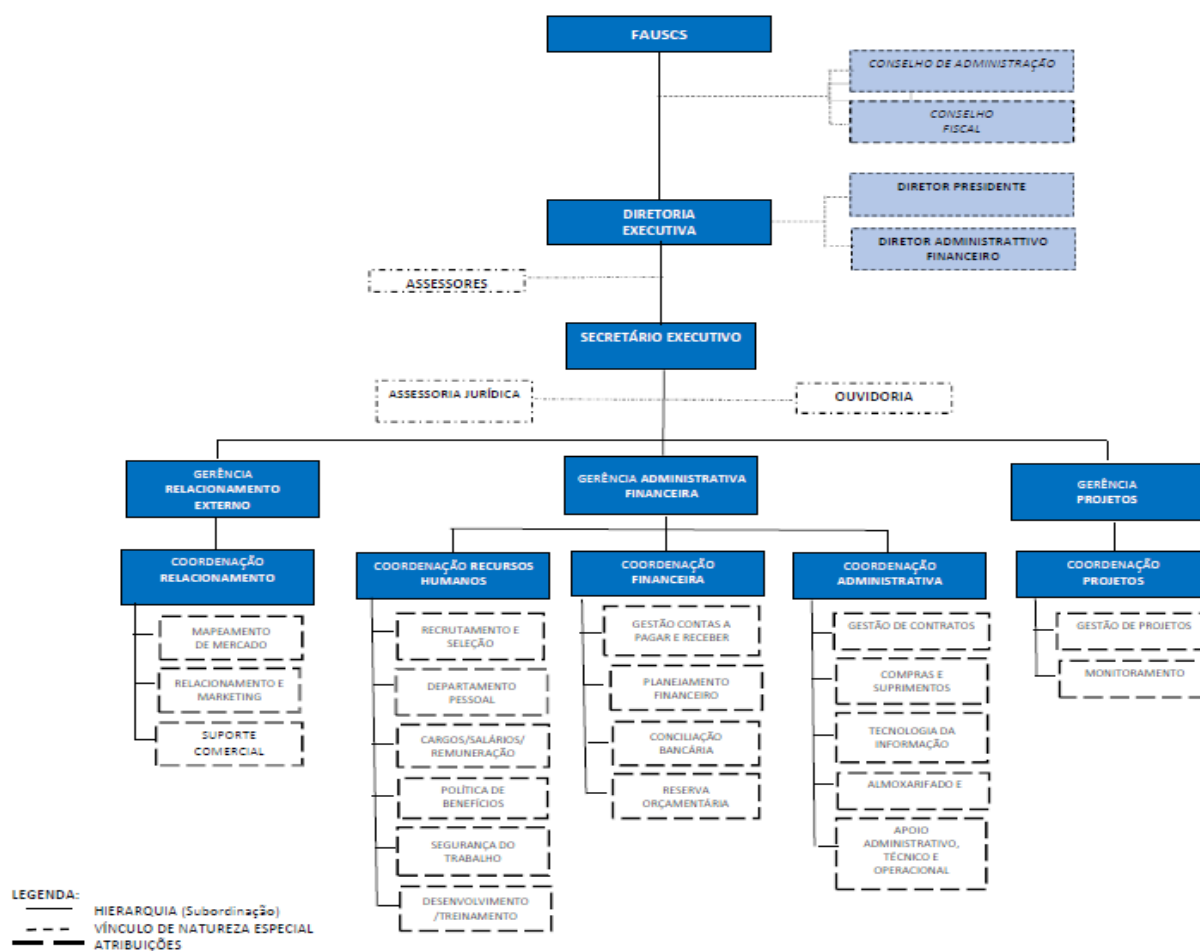 FAUSCS
CONSELHO DE ADMINISTRAÇÃO
CONSELHO
FISCAL
DIRETORIA
EXECUTIVA
DIRETOR PRESIDENTE
DIRETOR ADMINISTRATTIVO
FINANCEIRO
ASSESSORES
SECRETÁRIO EXECUTIVO
ASSESSORIA JURÍDICA
OUVIDORIA
GERÊNCIA
RELACIONAMENTO
EXTERNO
GERÊNCIA ADMINISTRATIVA
FINANCEIRA
GERÊNCIA
PROJETOS
COORDENAÇÃO
RELACIONAMENTO
MAPEAMENTO
DE MERCADO
RELACIONAMENTO E
MARKETING
SUPORTE
COMERCIAL
COORDENAÇÃO RECURSOS
HUMANOS
RECRUTAMENTO E
SELEÇÃO
DEPARTAMENTO
PESSOAL
CARGOS/SALÁRIOS/
REMUNERAÇÃO
POLÍTICA DE
BENEFÍCIOS
SEGURANÇA DO
TRABALHO
DESENVOLVIMENTO
/TREINAMENTO
COORDENAÇÃO
FINANCEIRA
GESTÃO CONTAS A
PAGAR E RECEBER
PLANEJAMENTO
FINANCEIRO
CONCILIAÇÃO
BANCÁRIA
RESERVA
ORÇAMENTÁRIA
COORDENAÇÃO
ADMINISTRATIVA
GESTÃO DE CONTRATOS
COMPRAS E
SUPRIMENTOS
TECNOLOGIA DA
INFORMAÇÃO
ALMOXARIFADO E
APOIO
ADMINISTRATIVO,
TÉCNICO E
OPERACIONAL
COORDENAÇÃO
PROJETOS
GESTÃO DE PROJETOS
MONITORAMENTO
LEGENDA:
HIERARQUIA (Subordinação)
VÍNCULO DE NATUREZA ESPECIAL
ATRIBUIÇÕES